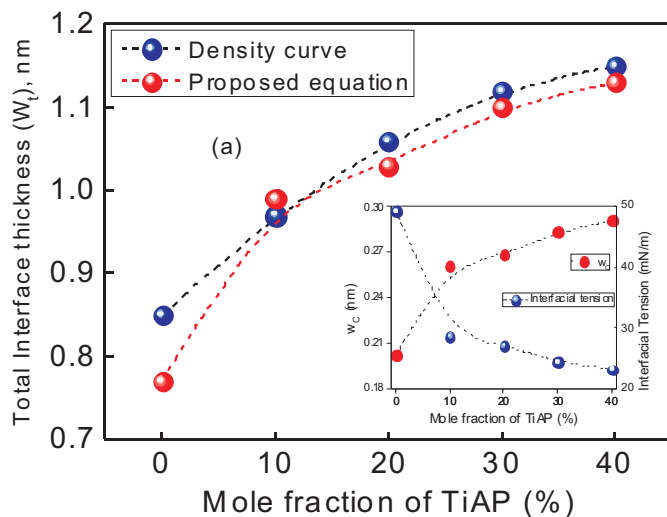 Total Interface thickness (Wt), nm
1.2
1.1
1.0
0.9
0.8
0.7
Density curve
Proposed equation
(a)
0 10 20 30 40
Mole fraction of TiAP (%)
wC (nm)
0.30
0.27
0.24
0.21
0.18
50
40
30
20
Interfacial Tension (mN/m)
Interfacial tension
0 10 20 30 40
Mole fraction of TiAP (%)